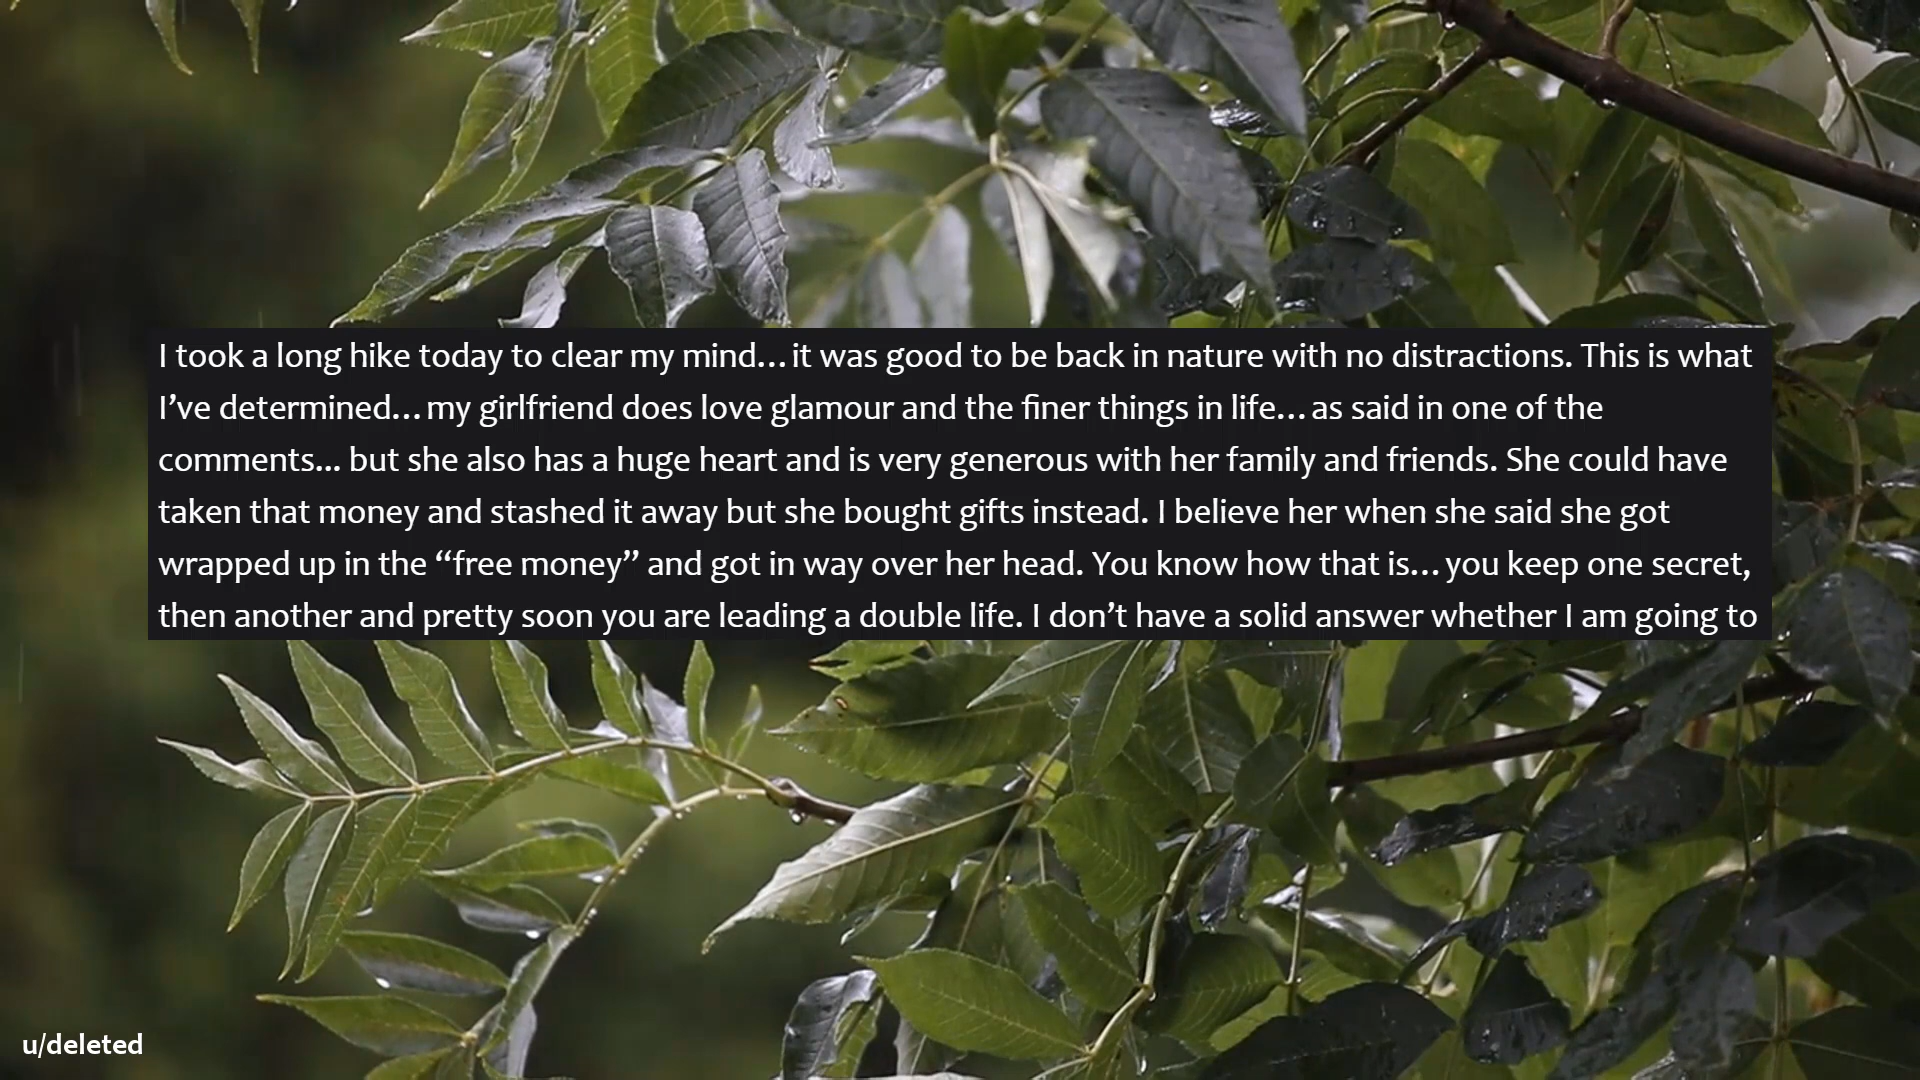 I took a long hike today to clear my mind… it was good to be back in nature with no distractions. This is what
I’ve determined… my girlfriend does love glamour and the finer things in life… as said in one of the
comments... but she also has a huge heart and is very generous with her family and friends. She could have
taken that money and stashed it away but she bought gifts instead. I believe her when she said she got
wrapped up in the “free money” and got in way over her head. You know how that is… you keep one secret,
then another and pretty soon you are leading a double life. I don’t have a solid answer whether I am going to
u/deleted